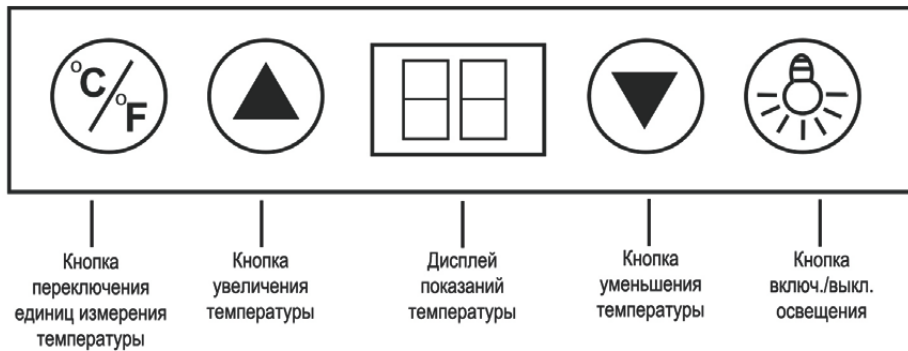 °C/°F
Кнопка
переключения
единиц измерения
температуры
Кнопка
увеличения
температуры
Дисплей
показаний
температуры
Кнопка
уменьшения
температуры
Кнопка
включ./выкл.
освещения